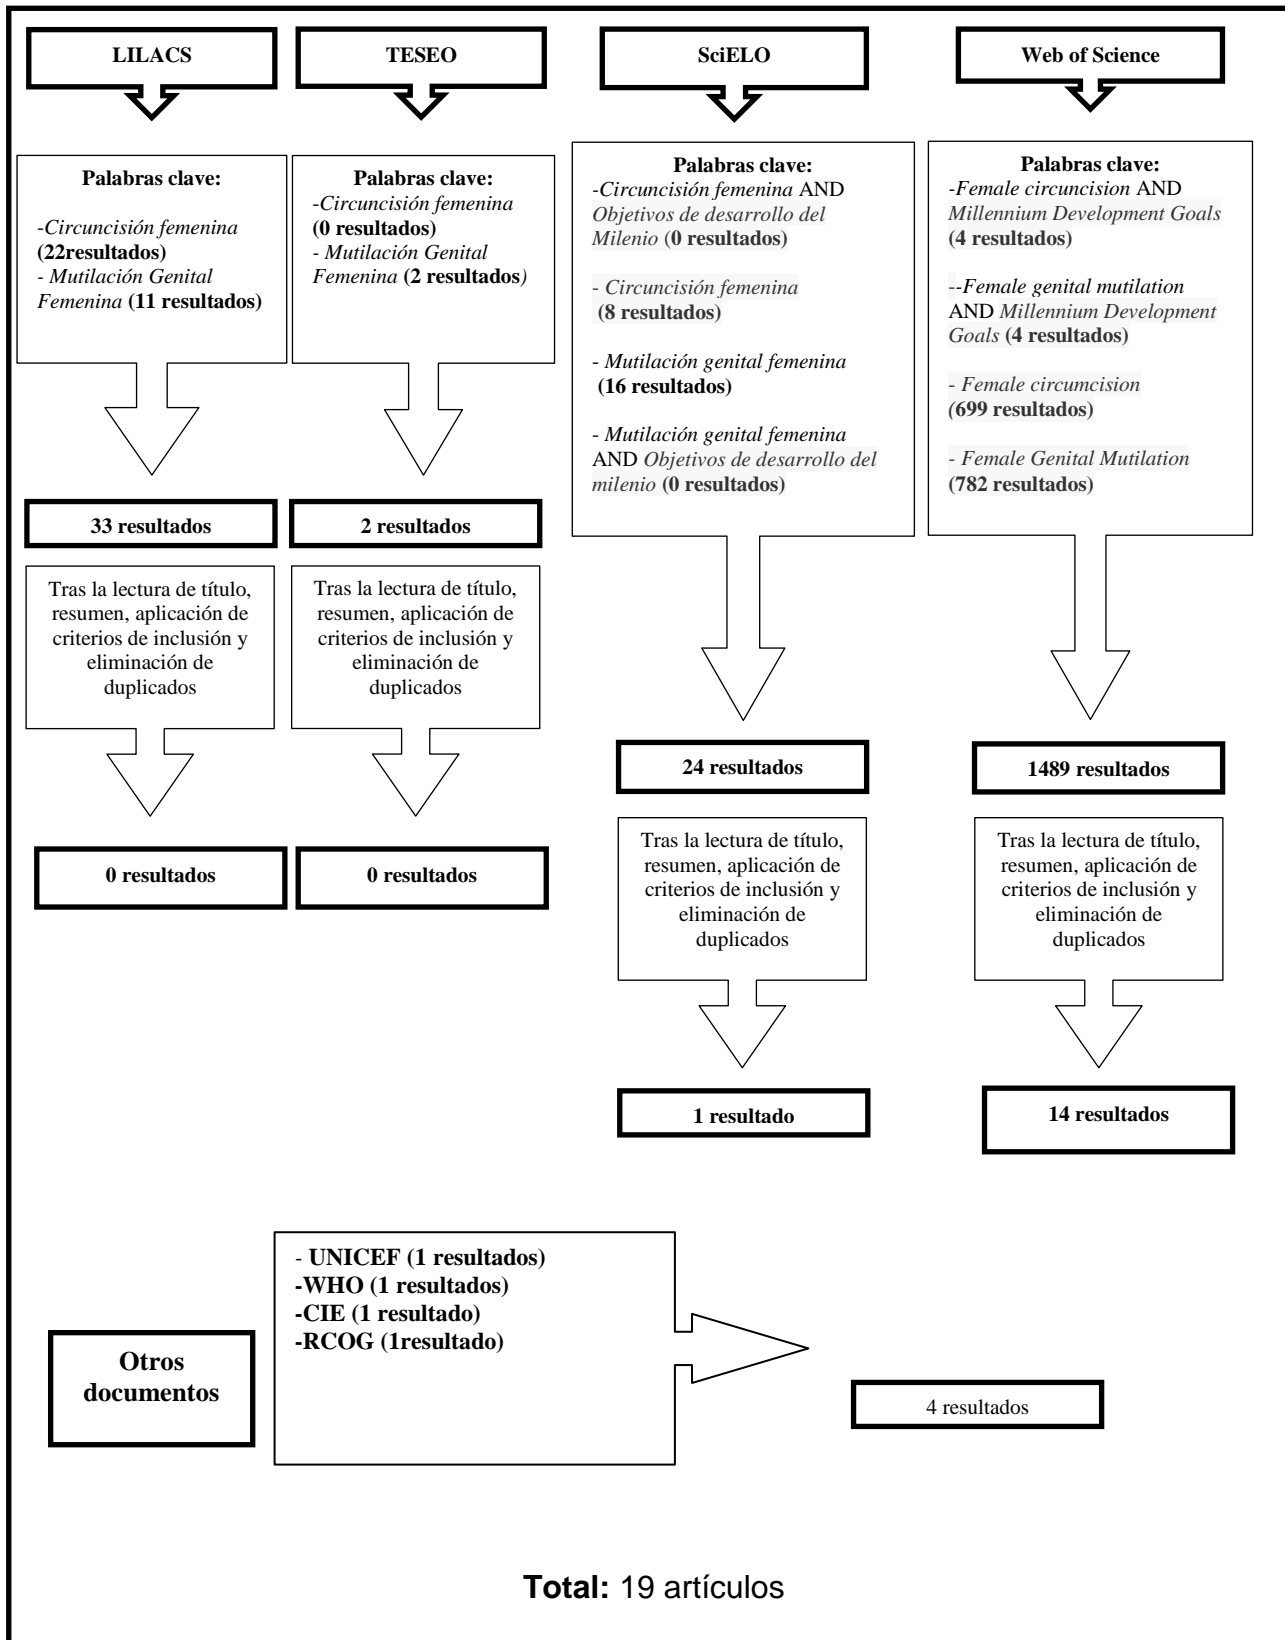 LILACS
Palabras clave:
-Circuncisión femenina
(22resultados)
- Mutilación Genital
Femenina (11 resultados)
33 resultados
Tras la lectura de título,
resumen, aplicación de
criterios de inclusión y
eliminación de
duplicados
0 resultados
TESEO
Palabras clave:
-Circuncisión femenina
(0 resultados)
- Mutilación Genital
Femenina (2 resultados)
2 resultados
Tras la lectura de título,
resumen, aplicación de
criterios de inclusión y
eliminación de
duplicados
0 resultados
SciELO
Palabras clave:
-Circuncisión femenina AND
Objetivos de desarrollo del
Milenio (0 resultados)
- Circuncisión femenina
(8 resultados)
- Mutilación genital femenina
(16 resultados)
- Mutilación genital femenina
AND Objetivos de desarrollo del
milenio (0 resultados)
24 resultados
Tras la lectura de título,
resumen, aplicación de
criterios de inclusión y
eliminación de
duplicados
1 resultado
Web of Science
Palabras clave:
-Female circuncision AND
Millennium Development Goals
(4 resultados)
--Female genital mutilation
AND Millennium Development
Goals (4 resultados)
- Female circumcision
(699 resultados)
- Female Genital Mutilation
(782 resultados)
1489 resultados
Tras la lectura de título,
resumen, aplicación de
criterios de inclusión y
eliminación de
duplicados
14 resultados
Otros
documentos
- UNICEF (1 resultados)
-WHO (1 resultados)
-CIE (1 resultado)
-RCOG (1resultado)
4 resultados
Total: 19 artículos